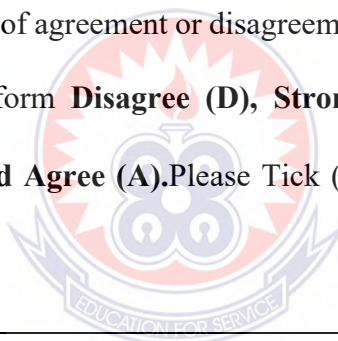 of agreement or disagreem
form Disagree (D), Stron
d Agree (A).Please Tick (
EDUCATION FOR SERVICE